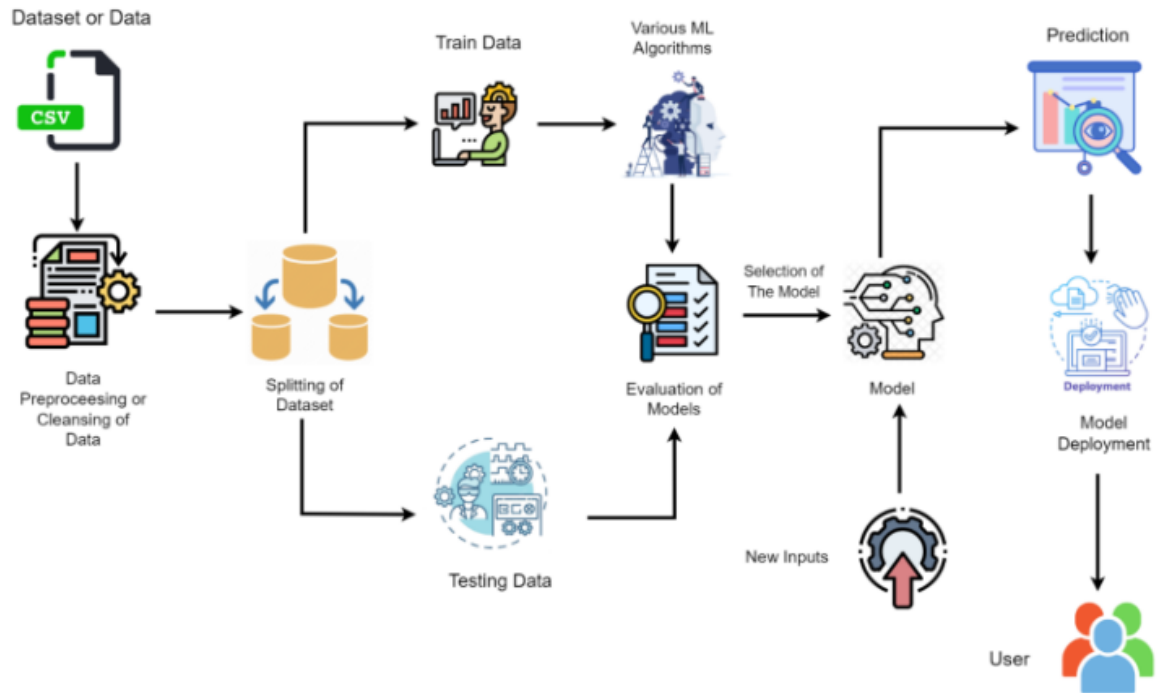 Dataset or Data
CSV
Data
Preproceesing or
Cleansing of
Data
Splitting of
Dataset
Train Data
Various ML
Algorithms
Testing Data
Evaluation of
Models
Selection of
The Model
Model
New Inputs
Prediction
Deployment
Model
Deployment
User